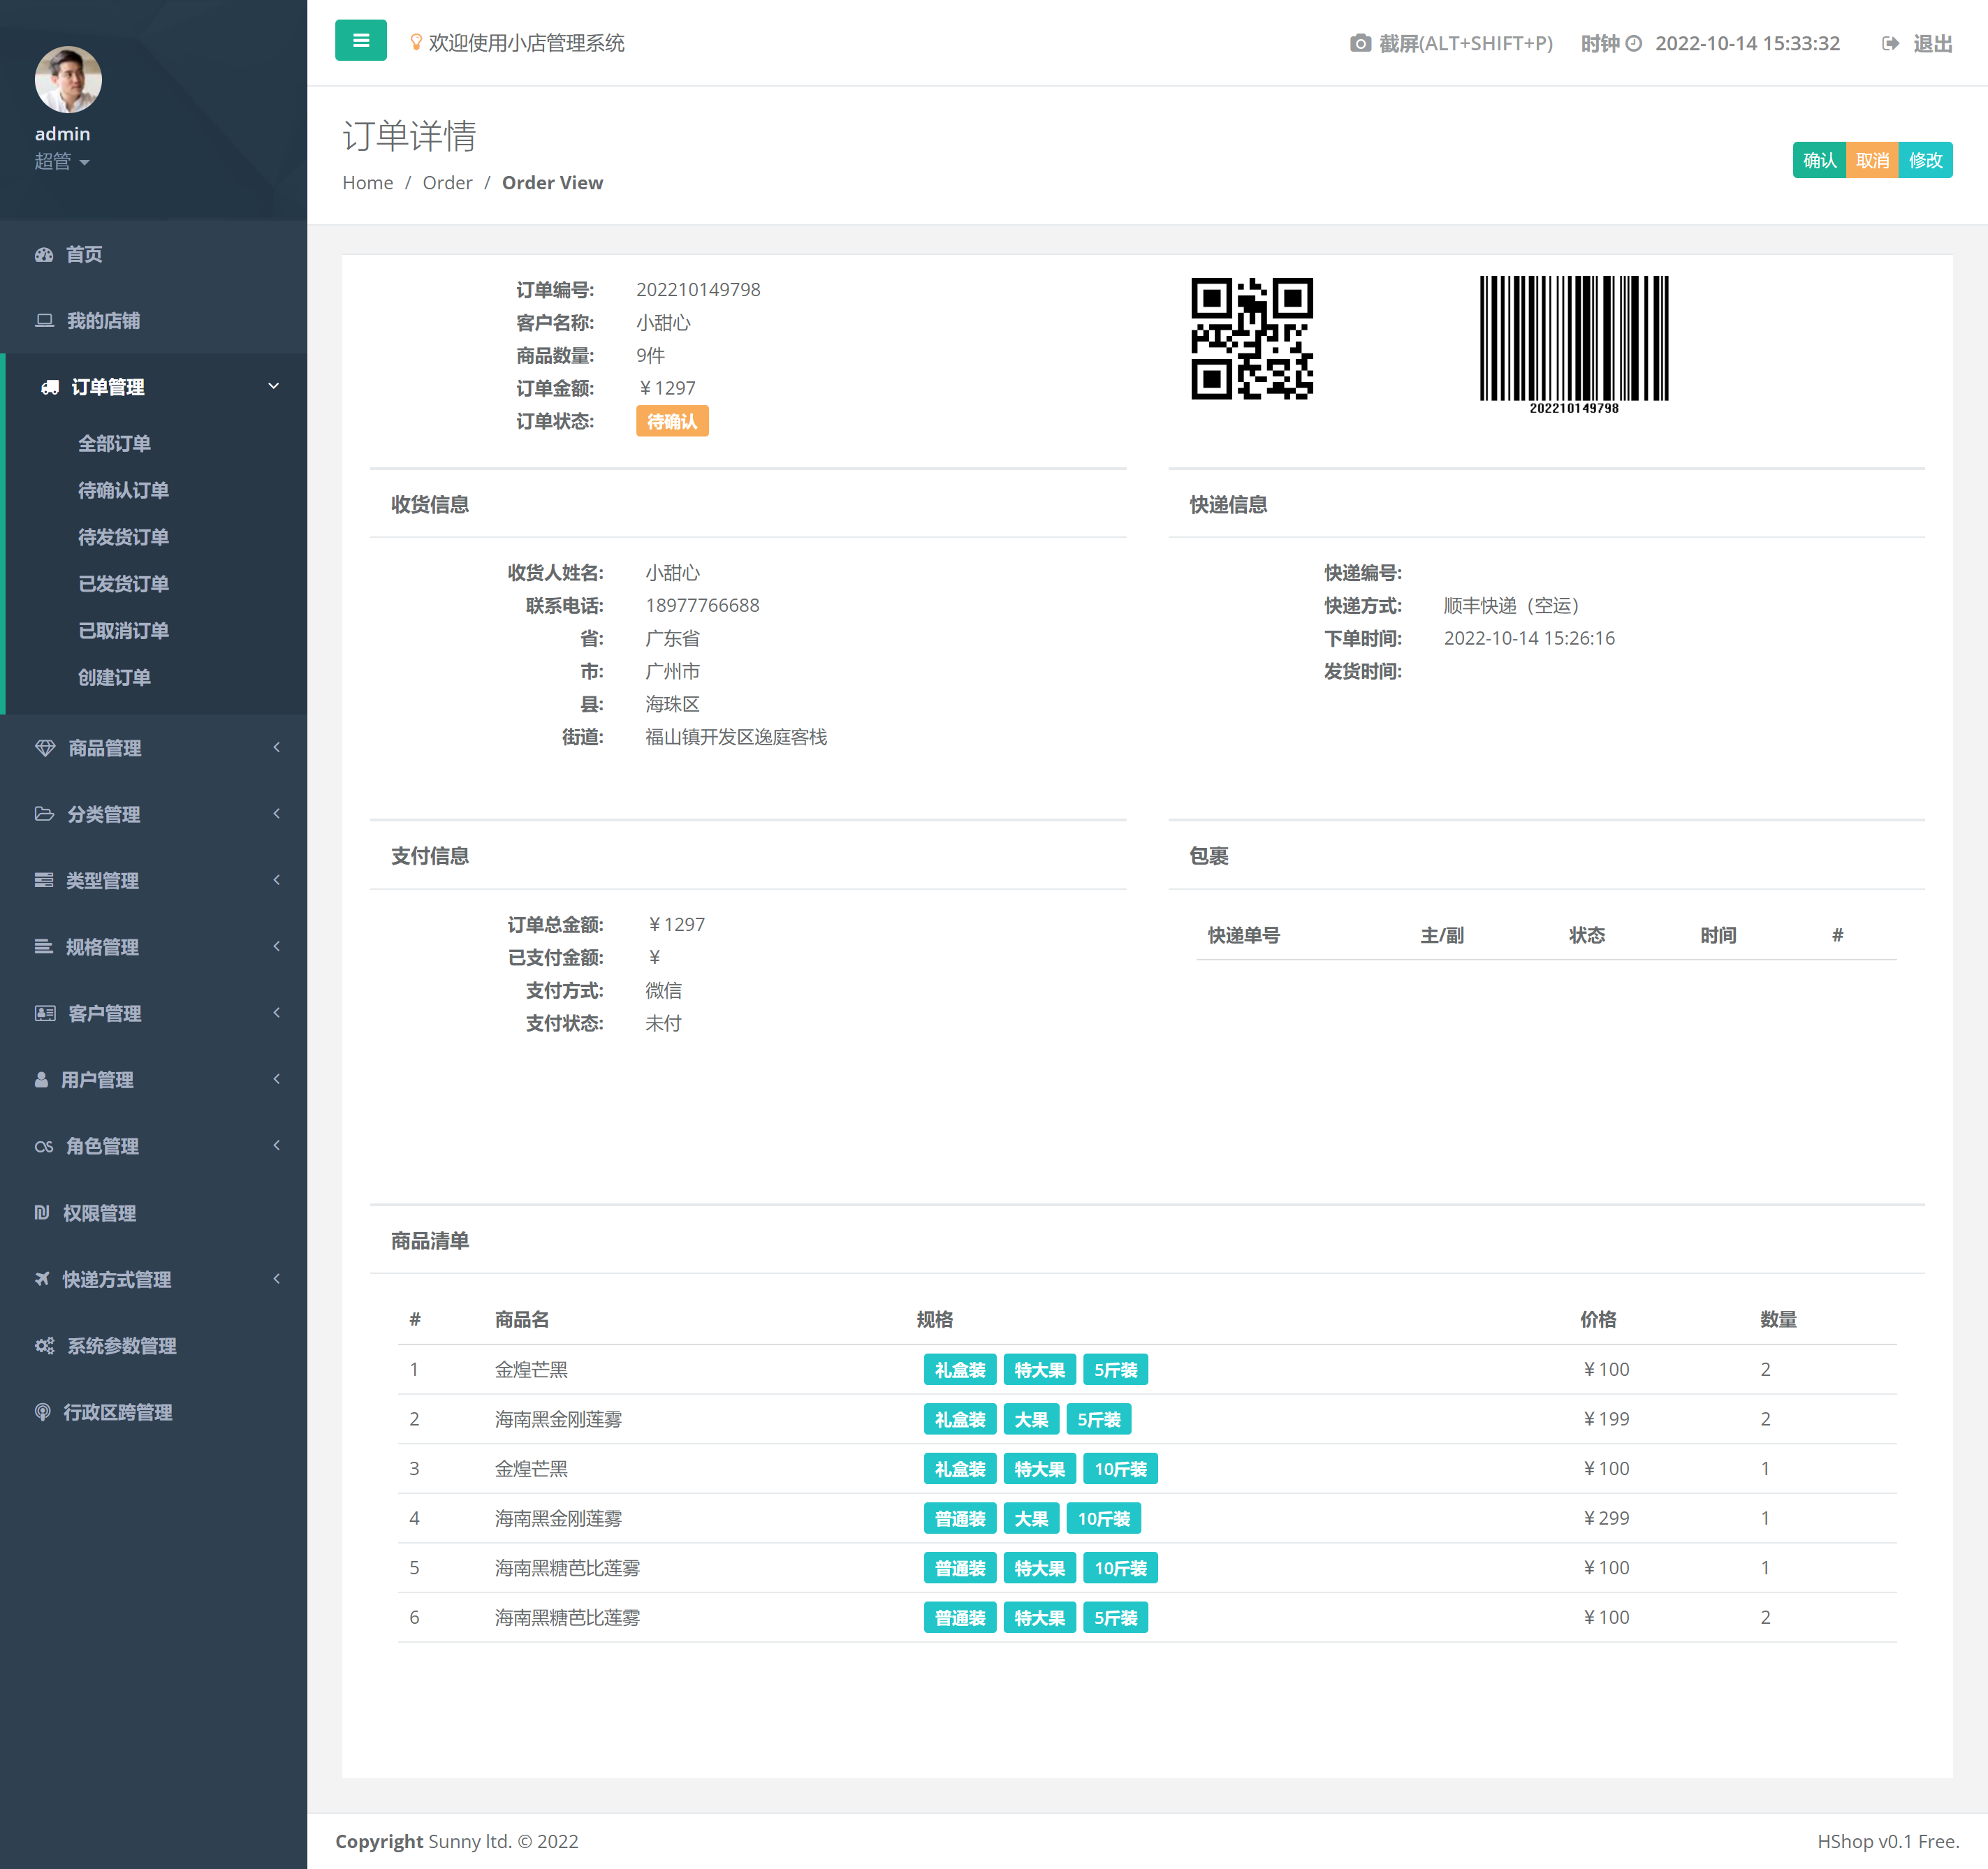 admin
超管
首页
我的店铺
订单管理
全部订单
待确认订单
待发货订单
已发货订单
已取消订单
创建订单
商品管理
分类管理
类型管理
规格管理
客户管理
用户管理
角色管理
权限管理
快递方式管理
系统参数管理
行政区跨管理
欢迎使用小店管理系统
截屏(ALT+SHIFT+P) 时钟 2022-10-14 15:33:32 退出
订单详情
Home / Order / Order View
确认 取消 修改
订单编号: 202210149798
客户名称: 小甜心
商品数量: 9件
订单金额: ￥1297
订单状态: 待确认
202210149798
收货信息
收货人姓名: 小甜心
联系电话: 18977766688
省: 广东省
市: 广州市
县: 海珠区
街道: 福山镇开发区逸庭客栈
快递信息
快递编号:
快递方式: 顺丰快递（空运）
下单时间: 2022-10-14 15:26:16
发货时间:
支付信息
订单总金额: ￥1297
已支付金额: ￥
支付方式: 微信
支付状态: 未付
包裹
快递单号 主/副 状态 时间 #
商品清单
# 商品名 规格 价格 数量
1 金煌芒黑 礼盒装 特大果 5斤装 ￥100 2
2 海南黑金刚莲雾 礼盒装 大果 5斤装 ￥199 2
3 金煌芒黑 礼盒装 特大果 10斤装 ￥100 1
4 海南黑金刚莲雾 普通装 大果 10斤装 ￥299 1
5 海南黑糖芭比莲雾 普通装 特大果 10斤装 ￥100 1
6 海南黑糖芭比莲雾 普通装 特大果 5斤装 ￥100 2
Copyright Sunny ltd. © 2022
HShop v0.1 Free.